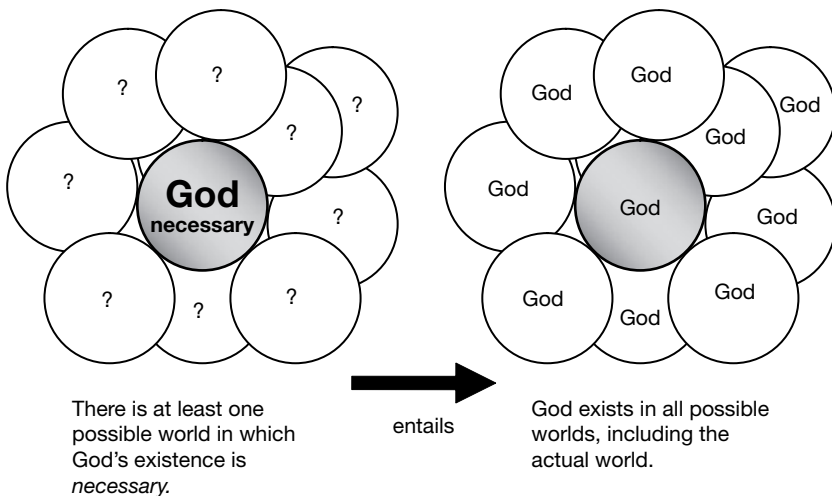 ?
?
?
?
?
God
necessary
?
?
?
?
There is at least one
possible world in which
God’s existence is
necessary.
entails
God
God
God
God
God
God
God
God
God
God
God exists in all possible
worlds, including the
actual world.